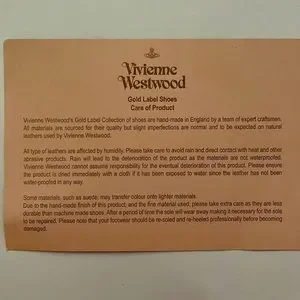 Vivienne
Westwood
Gold Label Shoes
Care of Product
Vivienne Westwood's Gold Label Collection of shoes are hand-made in England by a team of expert craftsmen.
All materials are sourced for their quality but slight imperfections are normal and to be expected on natural
leathers used by Vivienne Westwood.
All type of leathers are affected by humidity. Please take care to avoid rain and direct contact with heat and other
abrasive products. Rain will lead to the deterioration of the product as the materials are not waterproofed.
Vivienne Westwood cannot assume responsibility for the eventual deterioration of this product. Please ensure
the product is dried immediately with a cloth if it has been exposed to water since the leather has not been
water-proofed in any way.
Some materials, such as suede, may transfer colour onto lighter materials.
Due to the hand-made finish of this product, and the fine material used, please take extra care as they are less
durable than machine made shoes. After a period of time the sole will wear away making it necessary for the sole
to be repaired. Please note that your footwear should be re-soled and re-heeled professionally before becoming
damaged.